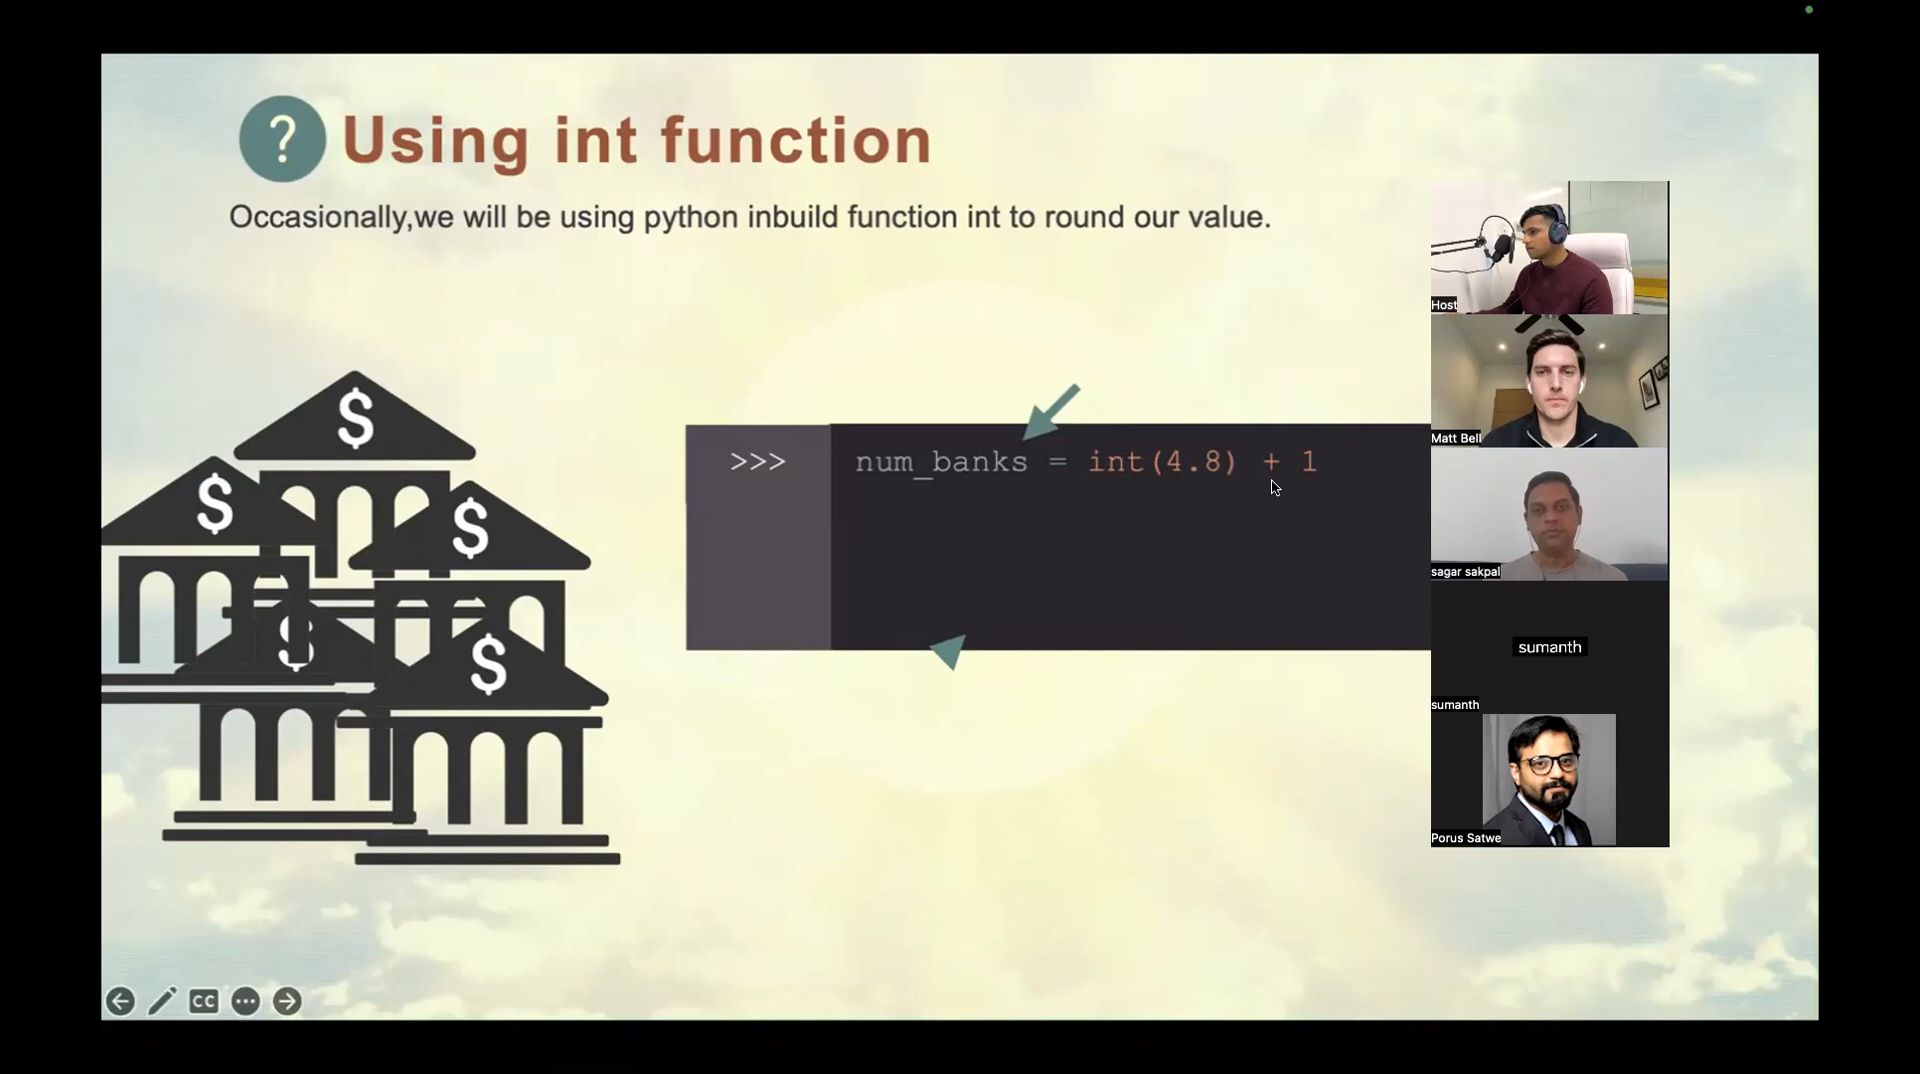 ?
Using int function
Occasionally,we will be using python inbuild function int to round our value.
$
$
$
$
$
>>> num_banks = int(4.8) + 1
Host
Matt Bell
sagar sakpal
sumanth
sumanth
Porus Satwe
CC